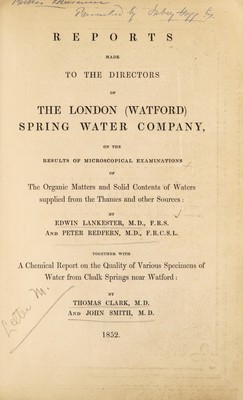 Presented by
REPORTS
MADE
TO THE DIRECTORS
OF
THE LONDON (WATFORD)
SPRING WATER COMPANY,
ON THE
RESULTS OF MICROSCOPICAL EXAMINATIONS
OF
The Organic Matters and Solid Contents of Waters
supplied from the Thames and other Sources:
BY
EDWIN LANKESTER, M.D., F.R.S.
AND PETER REDFERN, M.D., F.R.C.S.L.
TOGETHER WITH
A Chemical Report on the Quality of Various Specimens of
Water from Chalk Springs near Watford:
BY
THOMAS CLARK, M.D.
AND JOHN SMITH, M.D.
1852.